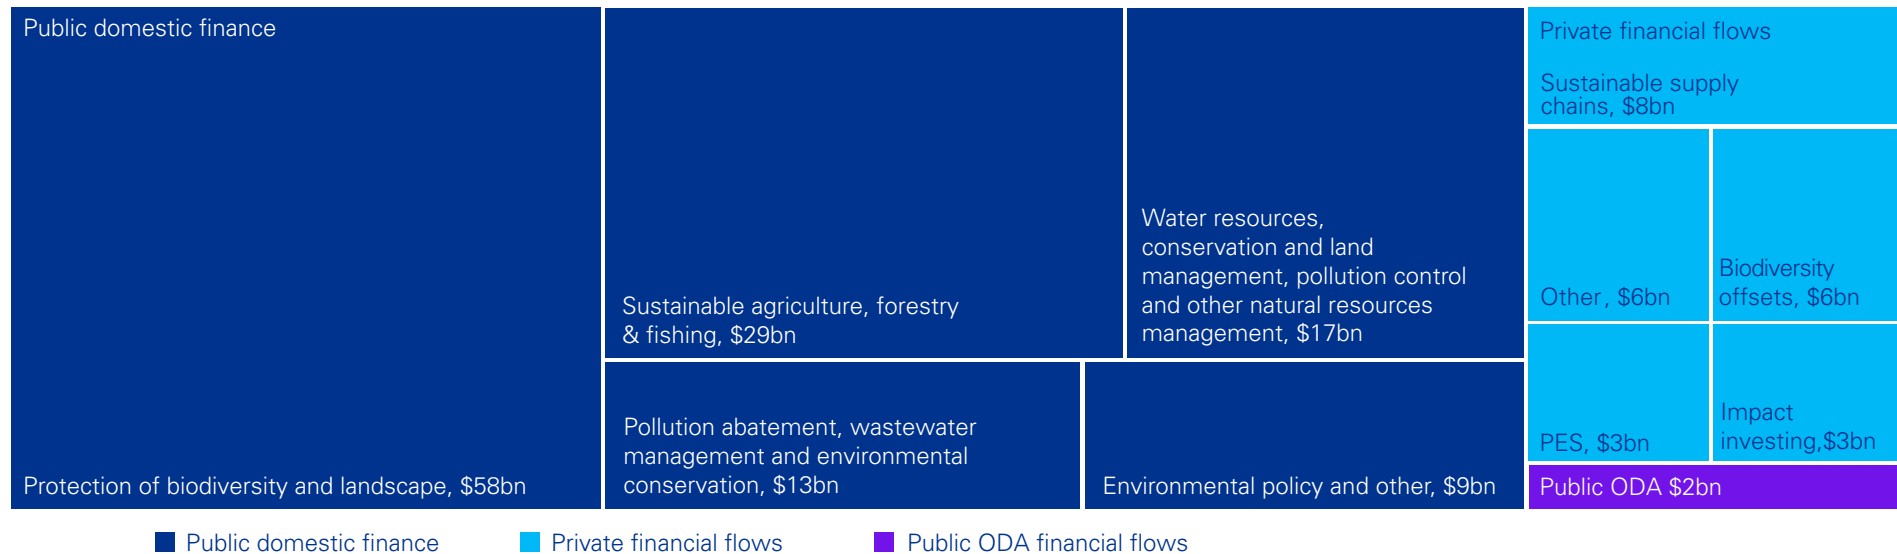 Public domestic finance
Protection of biodiversity and landscape, $58bn
Sustainable agriculture, forestry
& fishing, $29bn
Water resources,
conservation and land
management, pollution control
and other natural resources
management, $17bn
Pollution abatement, wastewater
management and environmental
conservation, $13bn
Environmental policy and other, $9bn
Private financial flows
Sustainable supply
chains, $8bn
Other, $6bn
Biodiversity
offsets, $6bn
PES, $3bn
Impact
investing,$3bn
Public ODA $2bn
Public domestic finance
Private financial flows
Public ODA financial flows